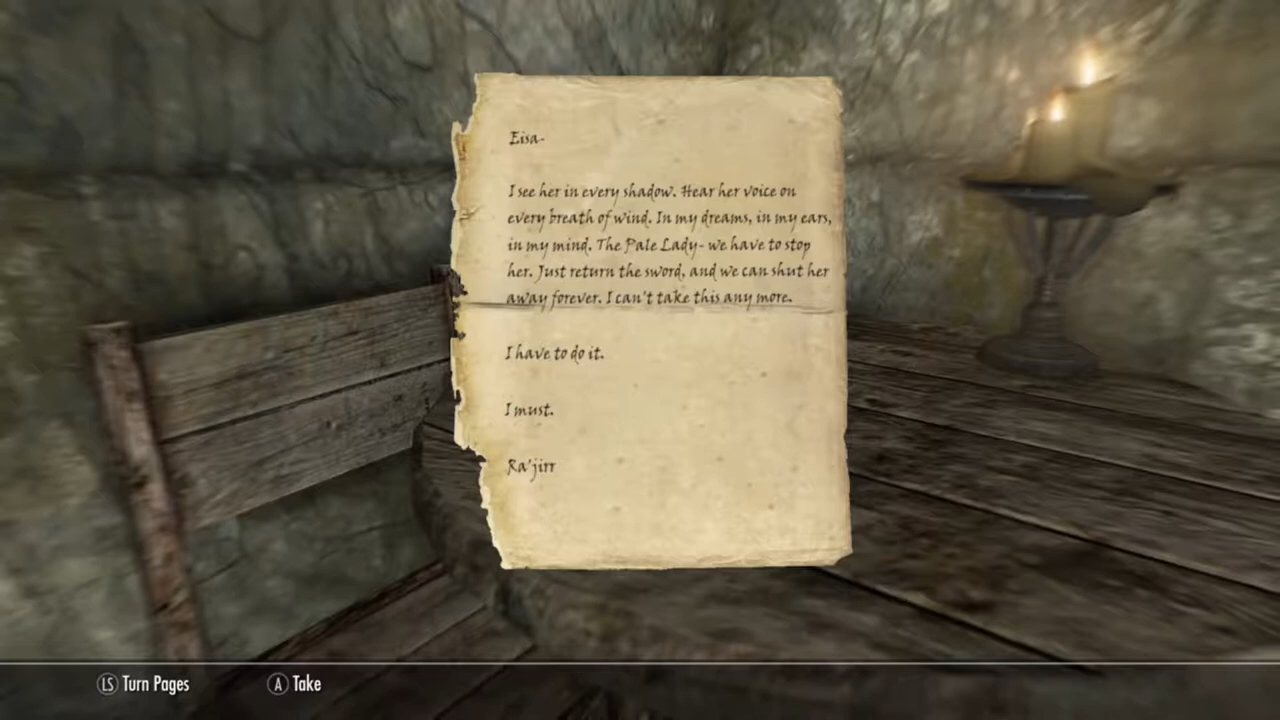 Eisa-
I see her in every shadow. Hear her voice on
every breath of wind. In my dreams, in my ears,
in my mind. The Pale Lady- we have to stop
her. Just return the sword, and we can shut her
away forever. I can't take this any more.
I have to do it.
I must.
Ra'jirr
LS Turn Pages A Take